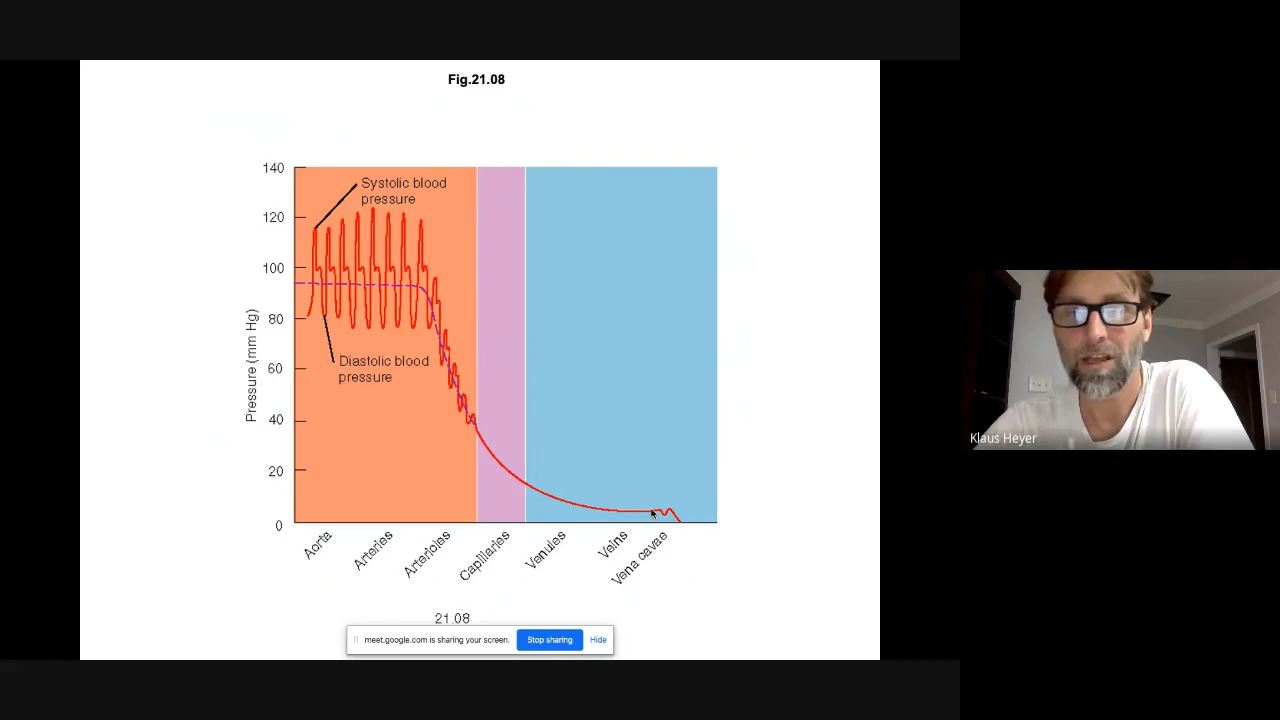 Fig.21.08
140
Systolic blood
pressure
120
100
80
Diastolic blood
pressure
60
40
20
0
Pressure (mm Hg)
Aorta
Arteries
Arterioles
Capillaries
Venules
Veins
Vena cavae
21.08
meet.google.com is sharing your screen.
Stop sharing
Hide
Klaus Heyer